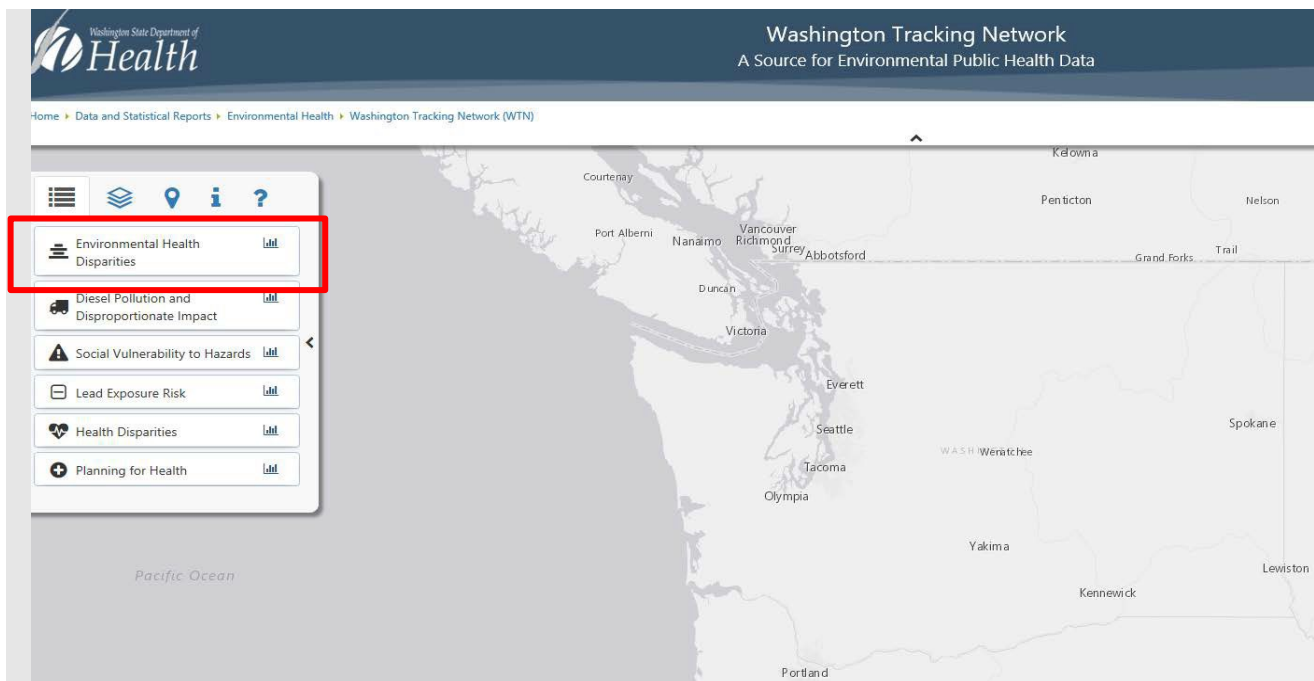 Washington State Department of
Health
Washington Tracking Network
A Source for Environmental Public Health Data
Home ▸ Data and Statistical Reports ▸ Environmental Health ▸ Washington Tracking Network (WTN)
Kelowna
Courtenay
Penticton
Nelson
Port Alberni
Nanaimo
Vancouver
Richmond
Surrey
Abbotsford
Grand Forks
Trail
Environmental Health
Disparities
Duncan
Diesel Pollution and
Disproportionate Impact
Victoria
Social Vulnerability to Hazards
Everett
Lead Exposure Risk
Health Disparities
Seattle
Spokane
WASHI
Wenatchee
Planning for Health
Tacoma
Olympia
Yakima
Pacific Ocean
Lewiston
Kennewick
Portland